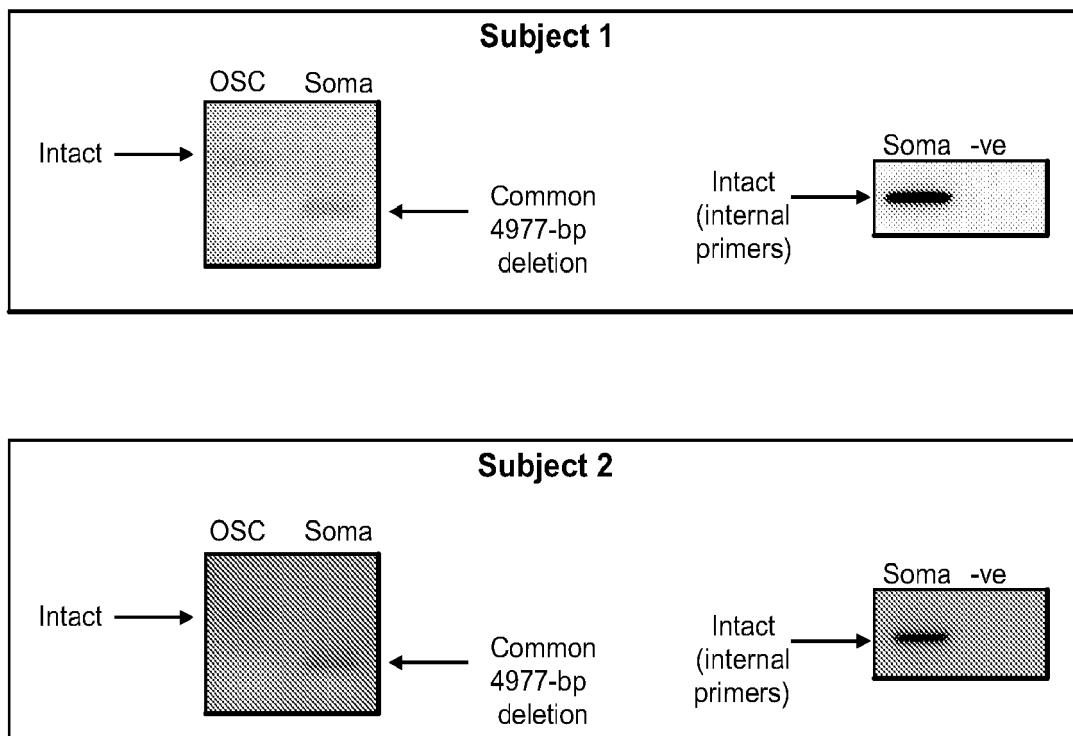 Subject 1
OSC Soma
Intact
Common
4977-bp
deletion
Soma -ve
Intact
(internal
primers)
Subject 2
OSC Soma
Intact
Common
4977-bp
deletion
Soma -ve
Intact
(internal
primers)